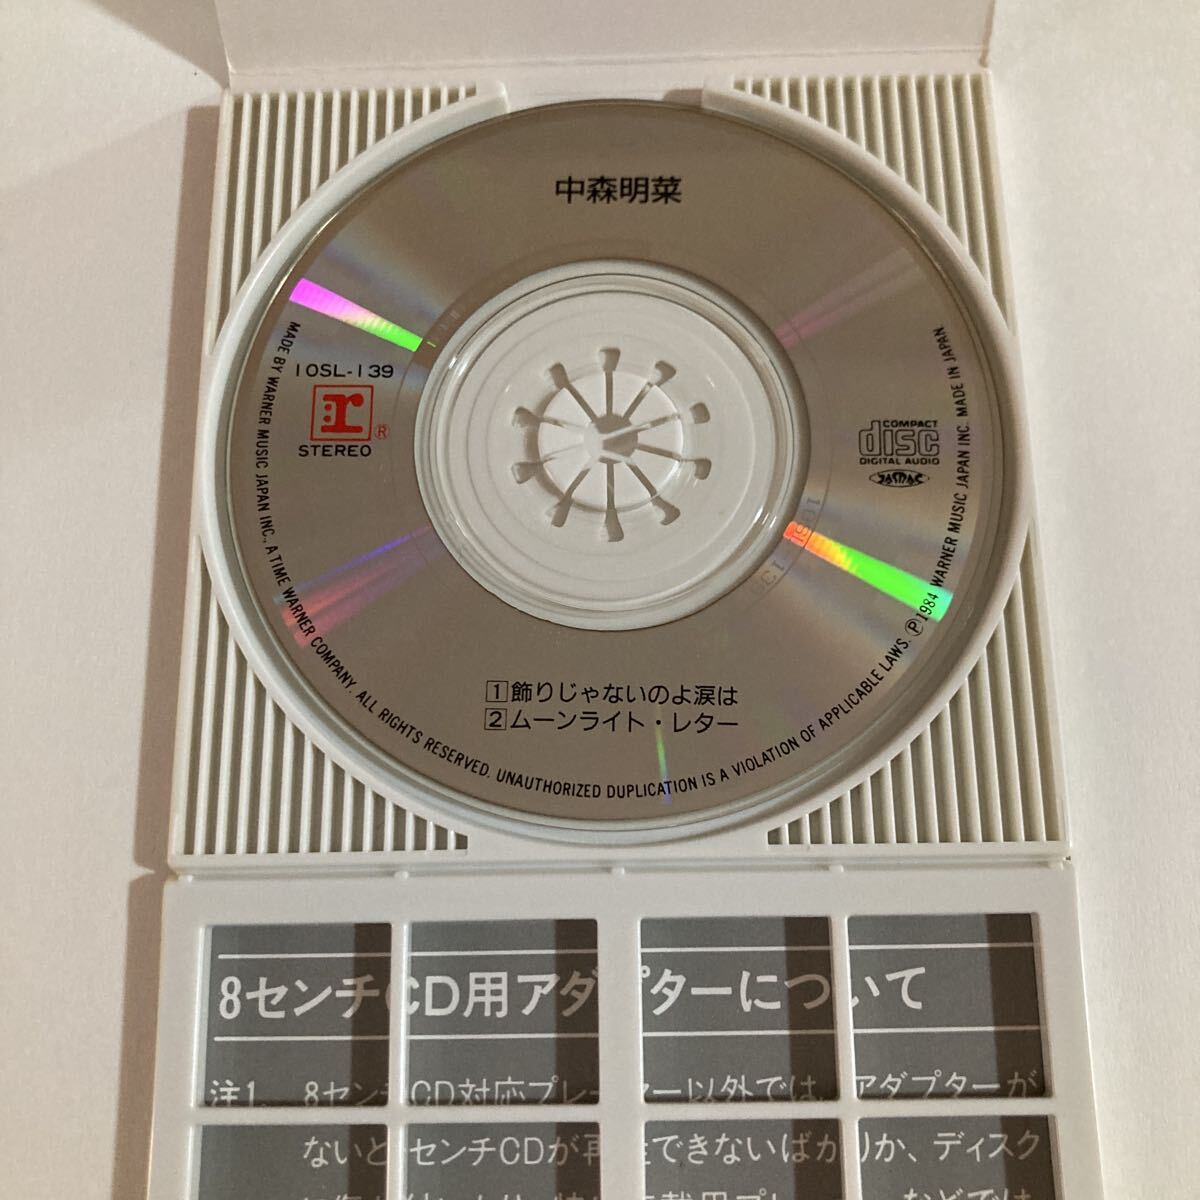 中森明菜
10SL-139
r®
STEREO
COMPACT
disc
DIGITAL AUDIO
JASRAC
1 飾りじゃないのよ涙は
2 ムーンライト・レター
MADE BY WARNER MUSIC JAPAN INC., A TIME WARNER COMPANY. ALL RIGHTS RESERVED. UNAUTHORIZED DUPLICATION IS A VIOLATION OF APPLICABLE LAWS. Ⓟ1984 WARNER MUSIC JAPAN INC. MADE IN JAPAN
8センチCD用アダプターについて
注1. 8センチCD対応プレーヤー以外では、アダプターが
ないと センチCDが再生できないばかりか、ディスク